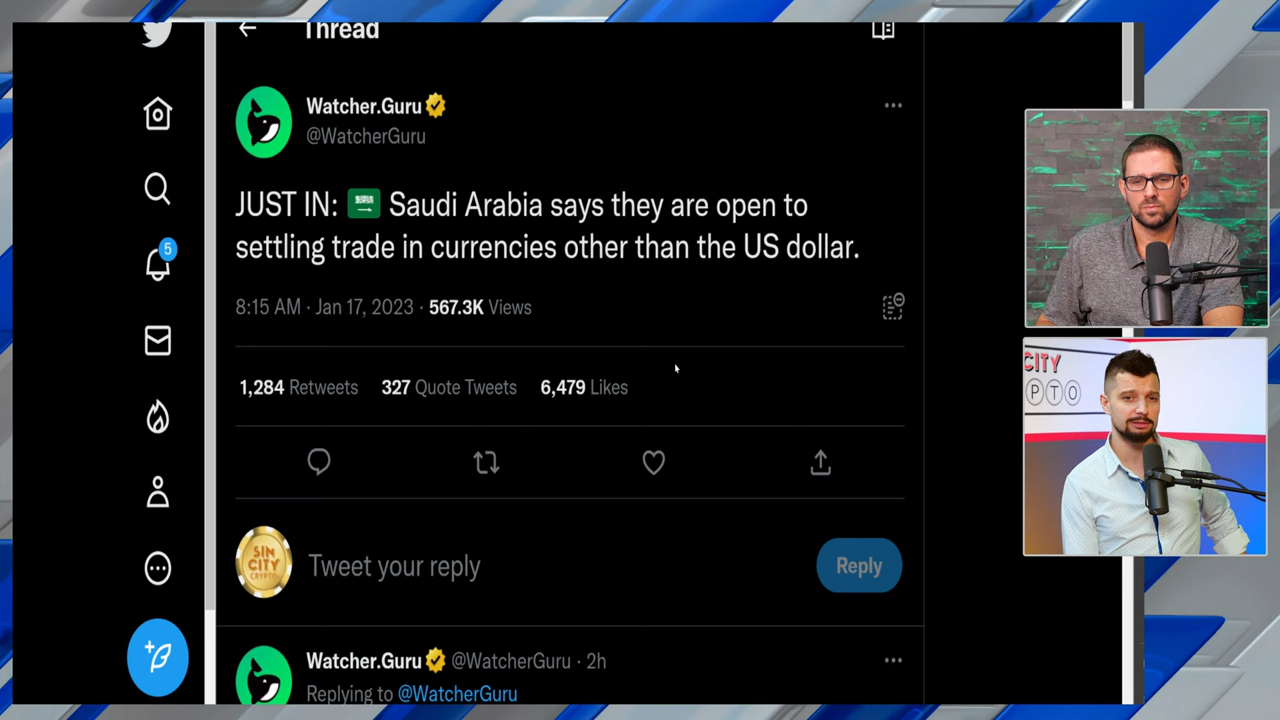 Thread
Watcher.Guru
@WatcherGuru
JUST IN: 🇸🇦 Saudi Arabia says they are open to
settling trade in currencies other than the US dollar.
8:15 AM · Jan 17, 2023 · 567.3K Views
1,284 Retweets 327 Quote Tweets 6,479 Likes
SIN
CITY
CRYPTO
Tweet your reply
Reply
Watcher.Guru @WatcherGuru · 2h
Replying to @WatcherGuru
5
CITY
PTO